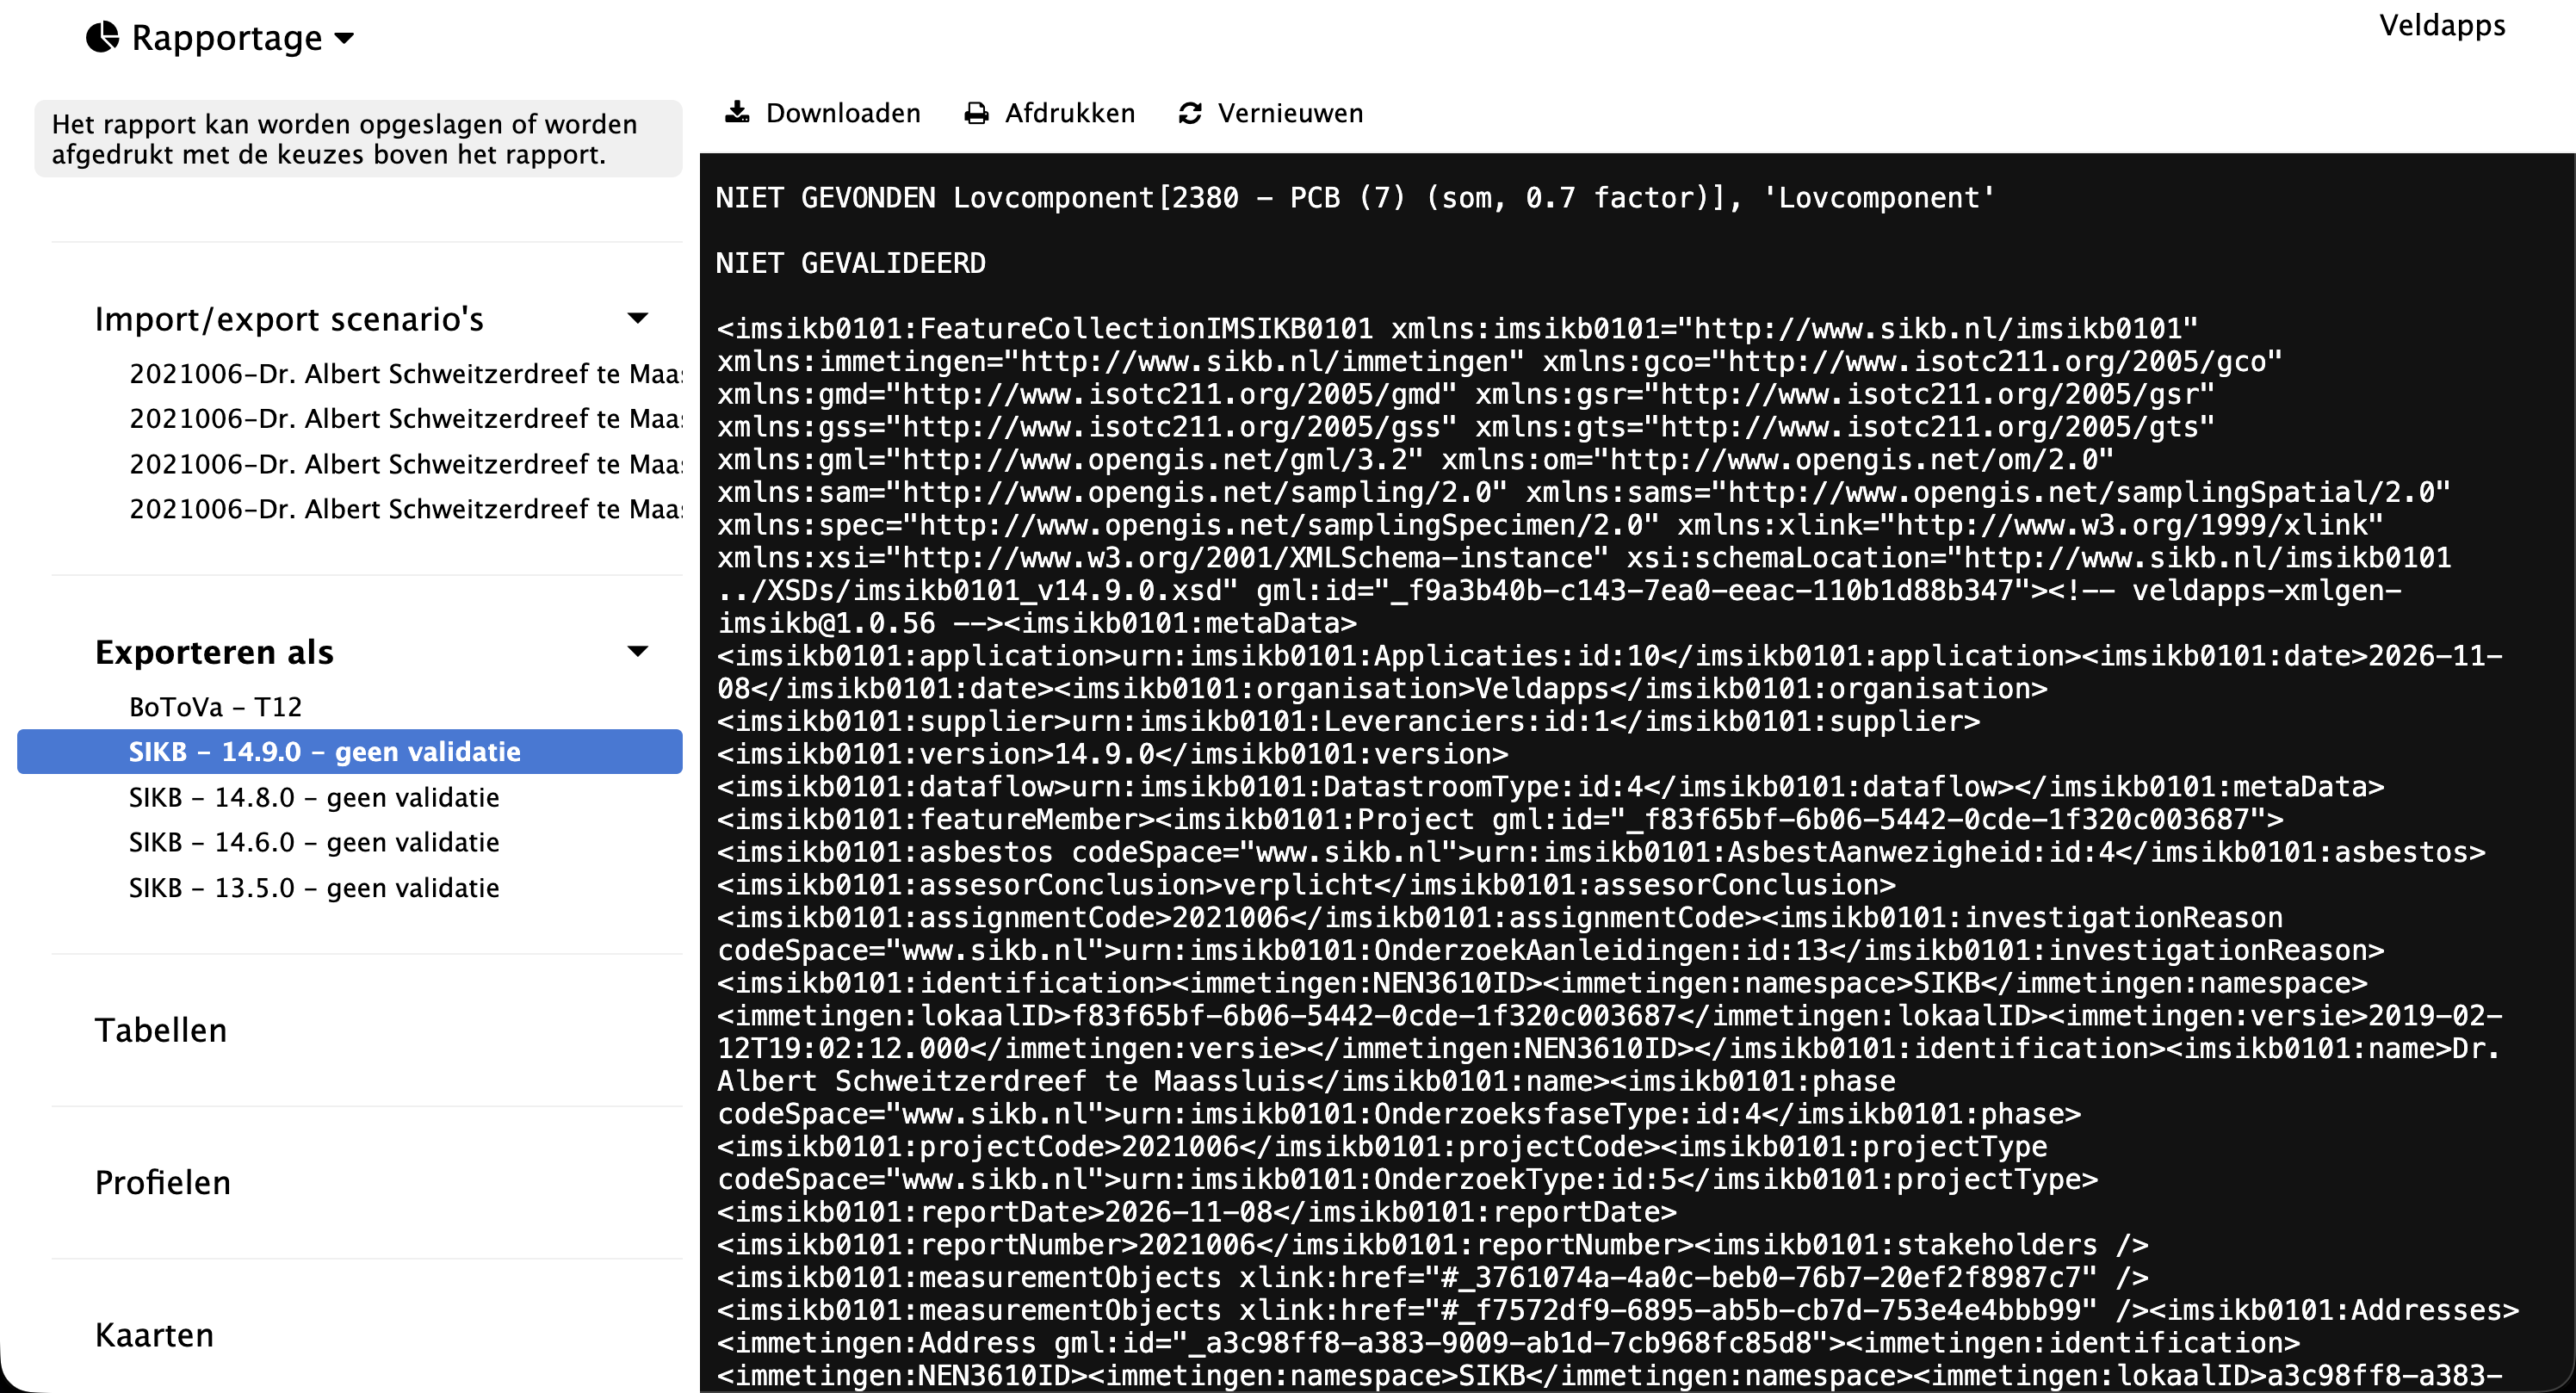 Rapportage
Veldapps
Het rapport kan worden opgeslagen of worden
afgedrukt met de keuzes boven het rapport.
Import/export scenario's
2021006-Dr. Albert Schweitzerdreef te Maas
2021006-Dr. Albert Schweitzerdreef te Maas
2021006-Dr. Albert Schweitzerdreef te Maas
2021006-Dr. Albert Schweitzerdreef te Maas
Exporteren als
BoToVa - T12
SIKB - 14.9.0 - geen validatie
SIKB - 14.8.0 - geen validatie
SIKB - 14.6.0 - geen validatie
SIKB - 13.5.0 - geen validatie
Tabellen
Profielen
Kaarten
Downloaden Afdrukken Vernieuwen
NIET GEVONDEN Lovcomponent[2380 - PCB (7) (som, 0.7 factor)], 'Lovcomponent'
NIET GEVALIDEERD
<imsikb0101:FeatureCollectionIMSIKB0101 xmlns:imsikb0101="http://www.sikb.nl/imsikb0101"
xmlns:immetingen="http://www.sikb.nl/immetingen" xmlns:gco="http://www.isotc211.org/2005/gco"
xmlns:gmd="http://www.isotc211.org/2005/gmd" xmlns:gsr="http://www.isotc211.org/2005/gsr"
xmlns:gss="http://www.isotc211.org/2005/gss" xmlns:gts="http://www.isotc211.org/2005/gts"
xmlns:gml="http://www.opengis.net/gml/3.2" xmlns:om="http://www.opengis.net/om/2.0"
xmlns:sam="http://www.opengis.net/sampling/2.0" xmlns:sams="http://www.opengis.net/samplingSpatial/2.0"
xmlns:spec="http://www.opengis.net/samplingSpecimen/2.0" xmlns:xlink="http://www.w3.org/1999/xlink"
xmlns:xsi="http://www.w3.org/2001/XMLSchema-instance" xsi:schemaLocation="http://www.sikb.nl/imsikb0101
../XSDs/imsikb0101_v14.9.0.xsd" gml:id="_f9a3b40b-c143-7ea0-eeac-110b1d88b347"><!-- veldapps-xmlgen-
imsikb@1.0.56 --><imsikb0101:metaData>
<imsikb0101:application>urn:imsikb0101:Applicaties:id:10</imsikb0101:application><imsikb0101:date>2026-11-
08</imsikb0101:date><imsikb0101:organisation>Veldapps</imsikb0101:organisation>
<imsikb0101:supplier>urn:imsikb0101:Leveranciers:id:1</imsikb0101:supplier>
<imsikb0101:version>14.9.0</imsikb0101:version>
<imsikb0101:dataflow>urn:imsikb0101:DatastroomType:id:4</imsikb0101:dataflow></imsikb0101:metaData>
<imsikb0101:featureMember><imsikb0101:Project gml:id="_f83f65bf-6b06-5442-0cde-1f320c003687">
<imsikb0101:asbestos codeSpace="www.sikb.nl">urn:imsikb0101:AsbestAanwezigheid:id:4</imsikb0101:asbestos>
<imsikb0101:assesorConclusion>verplicht</imsikb0101:assesorConclusion>
<imsikb0101:assignmentCode>2021006</imsikb0101:assignmentCode><imsikb0101:investigationReason
codeSpace="www.sikb.nl">urn:imsikb0101:OnderzoekAanleidingen:id:13</imsikb0101:investigationReason>
<imsikb0101:identification><immetingen:NEN3610ID><immetingen:namespace>SIKB</immetingen:namespace>
<immetingen:lokaalID>f83f65bf-6b06-5442-0cde-1f320c003687</immetingen:lokaalID><immetingen:versie>2019-02-
12T19:02:12.000</immetingen:versie></immetingen:NEN3610ID></imsikb0101:identification><imsikb0101:name>Dr.
Albert Schweitzerdreef te Maassluis</imsikb0101:name><imsikb0101:phase
codeSpace="www.sikb.nl">urn:imsikb0101:OnderzoeksfaseType:id:4</imsikb0101:phase>
<imsikb0101:projectCode>2021006</imsikb0101:projectCode><imsikb0101:projectType
codeSpace="www.sikb.nl">urn:imsikb0101:OnderzoekType:id:5</imsikb0101:projectType>
<imsikb0101:reportDate>2026-11-08</imsikb0101:reportDate>
<imsikb0101:reportNumber>2021006</imsikb0101:reportNumber><imsikb0101:stakeholders />
<imsikb0101:measurementObjects xlink:href="#_3761074a-4a0c-beb0-76b7-20ef2f8987c7" />
<imsikb0101:measurementObjects xlink:href="#_f7572df9-6895-ab5b-cb7d-753e4e4bbb99" /><imsikb0101:Addresses>
<immetingen:Address gml:id="_a3c98ff8-a383-9009-ab1d-7cb968fc85d8"><immetingen:identification>
<immetingen:NEN3610ID><immetingen:namespace>SIKB</immetingen:namespace><immetingen:lokaalID>a3c98ff8-a383-